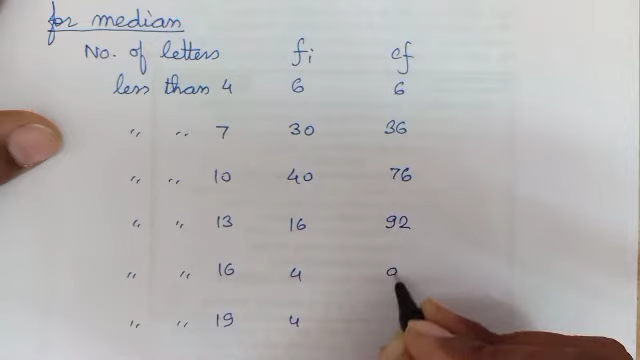 for median
No. of letters fi cf
less than 4 6 6
" " 7 30 36
" " 10 40 76
" " 13 16 92
" " 16 4 9
" " 19 4